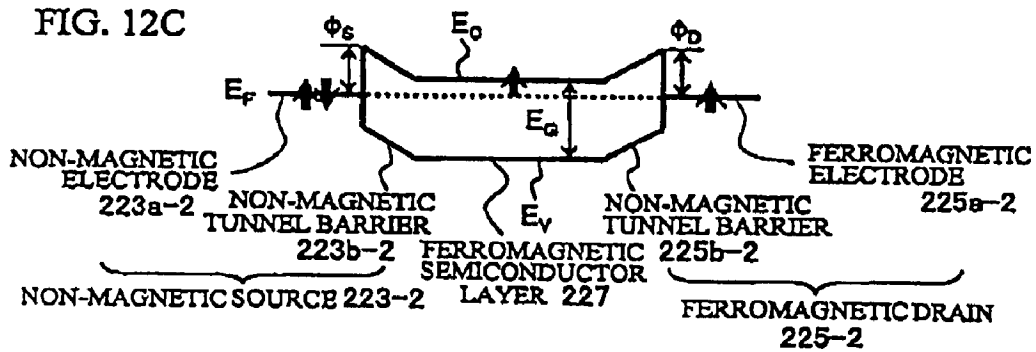 FIG. 12C
ϕS
EC
ϕD
EF
EG
NON-MAGNETIC
ELECTRODE
223a-2
NON-MAGNETIC
TUNNEL BARRIER
223b-2
EV
FERROMAGNETIC
SEMICONDUCTOR
LAYER 227
NON-MAGNETIC
TUNNEL BARRIER
225b-2
FERROMAGNETIC
ELECTRODE
225a-2
NON-MAGNETIC SOURCE 223-2
FERROMAGNETIC DRAIN
225-2